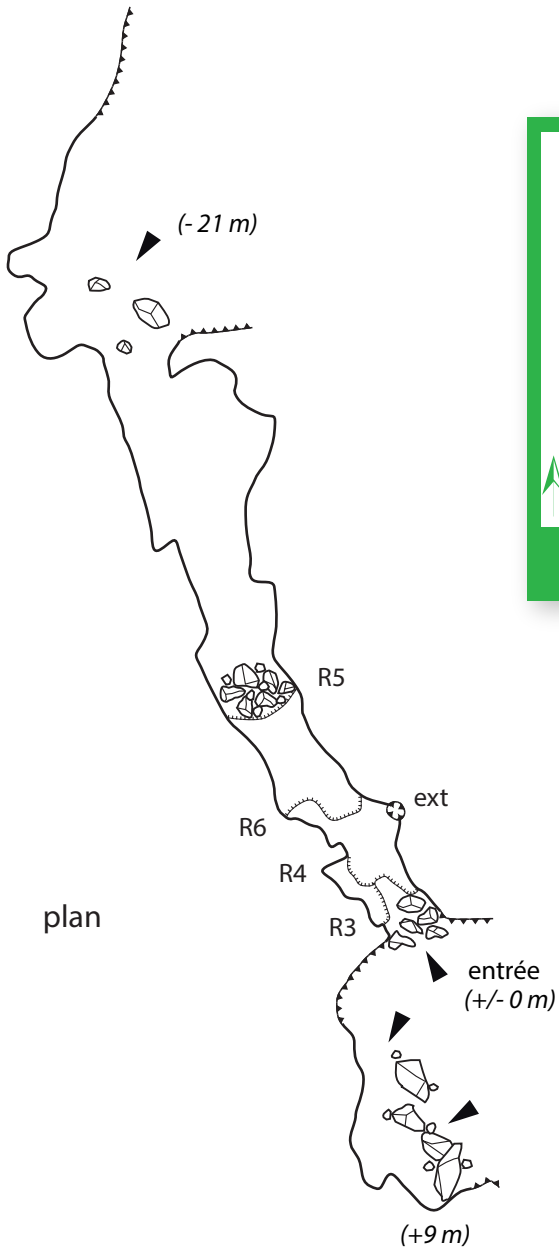 (- 21 m)
R5
ext
R6
R4
plan
R3
entrée
(+/- 0 m)
(+9 m)